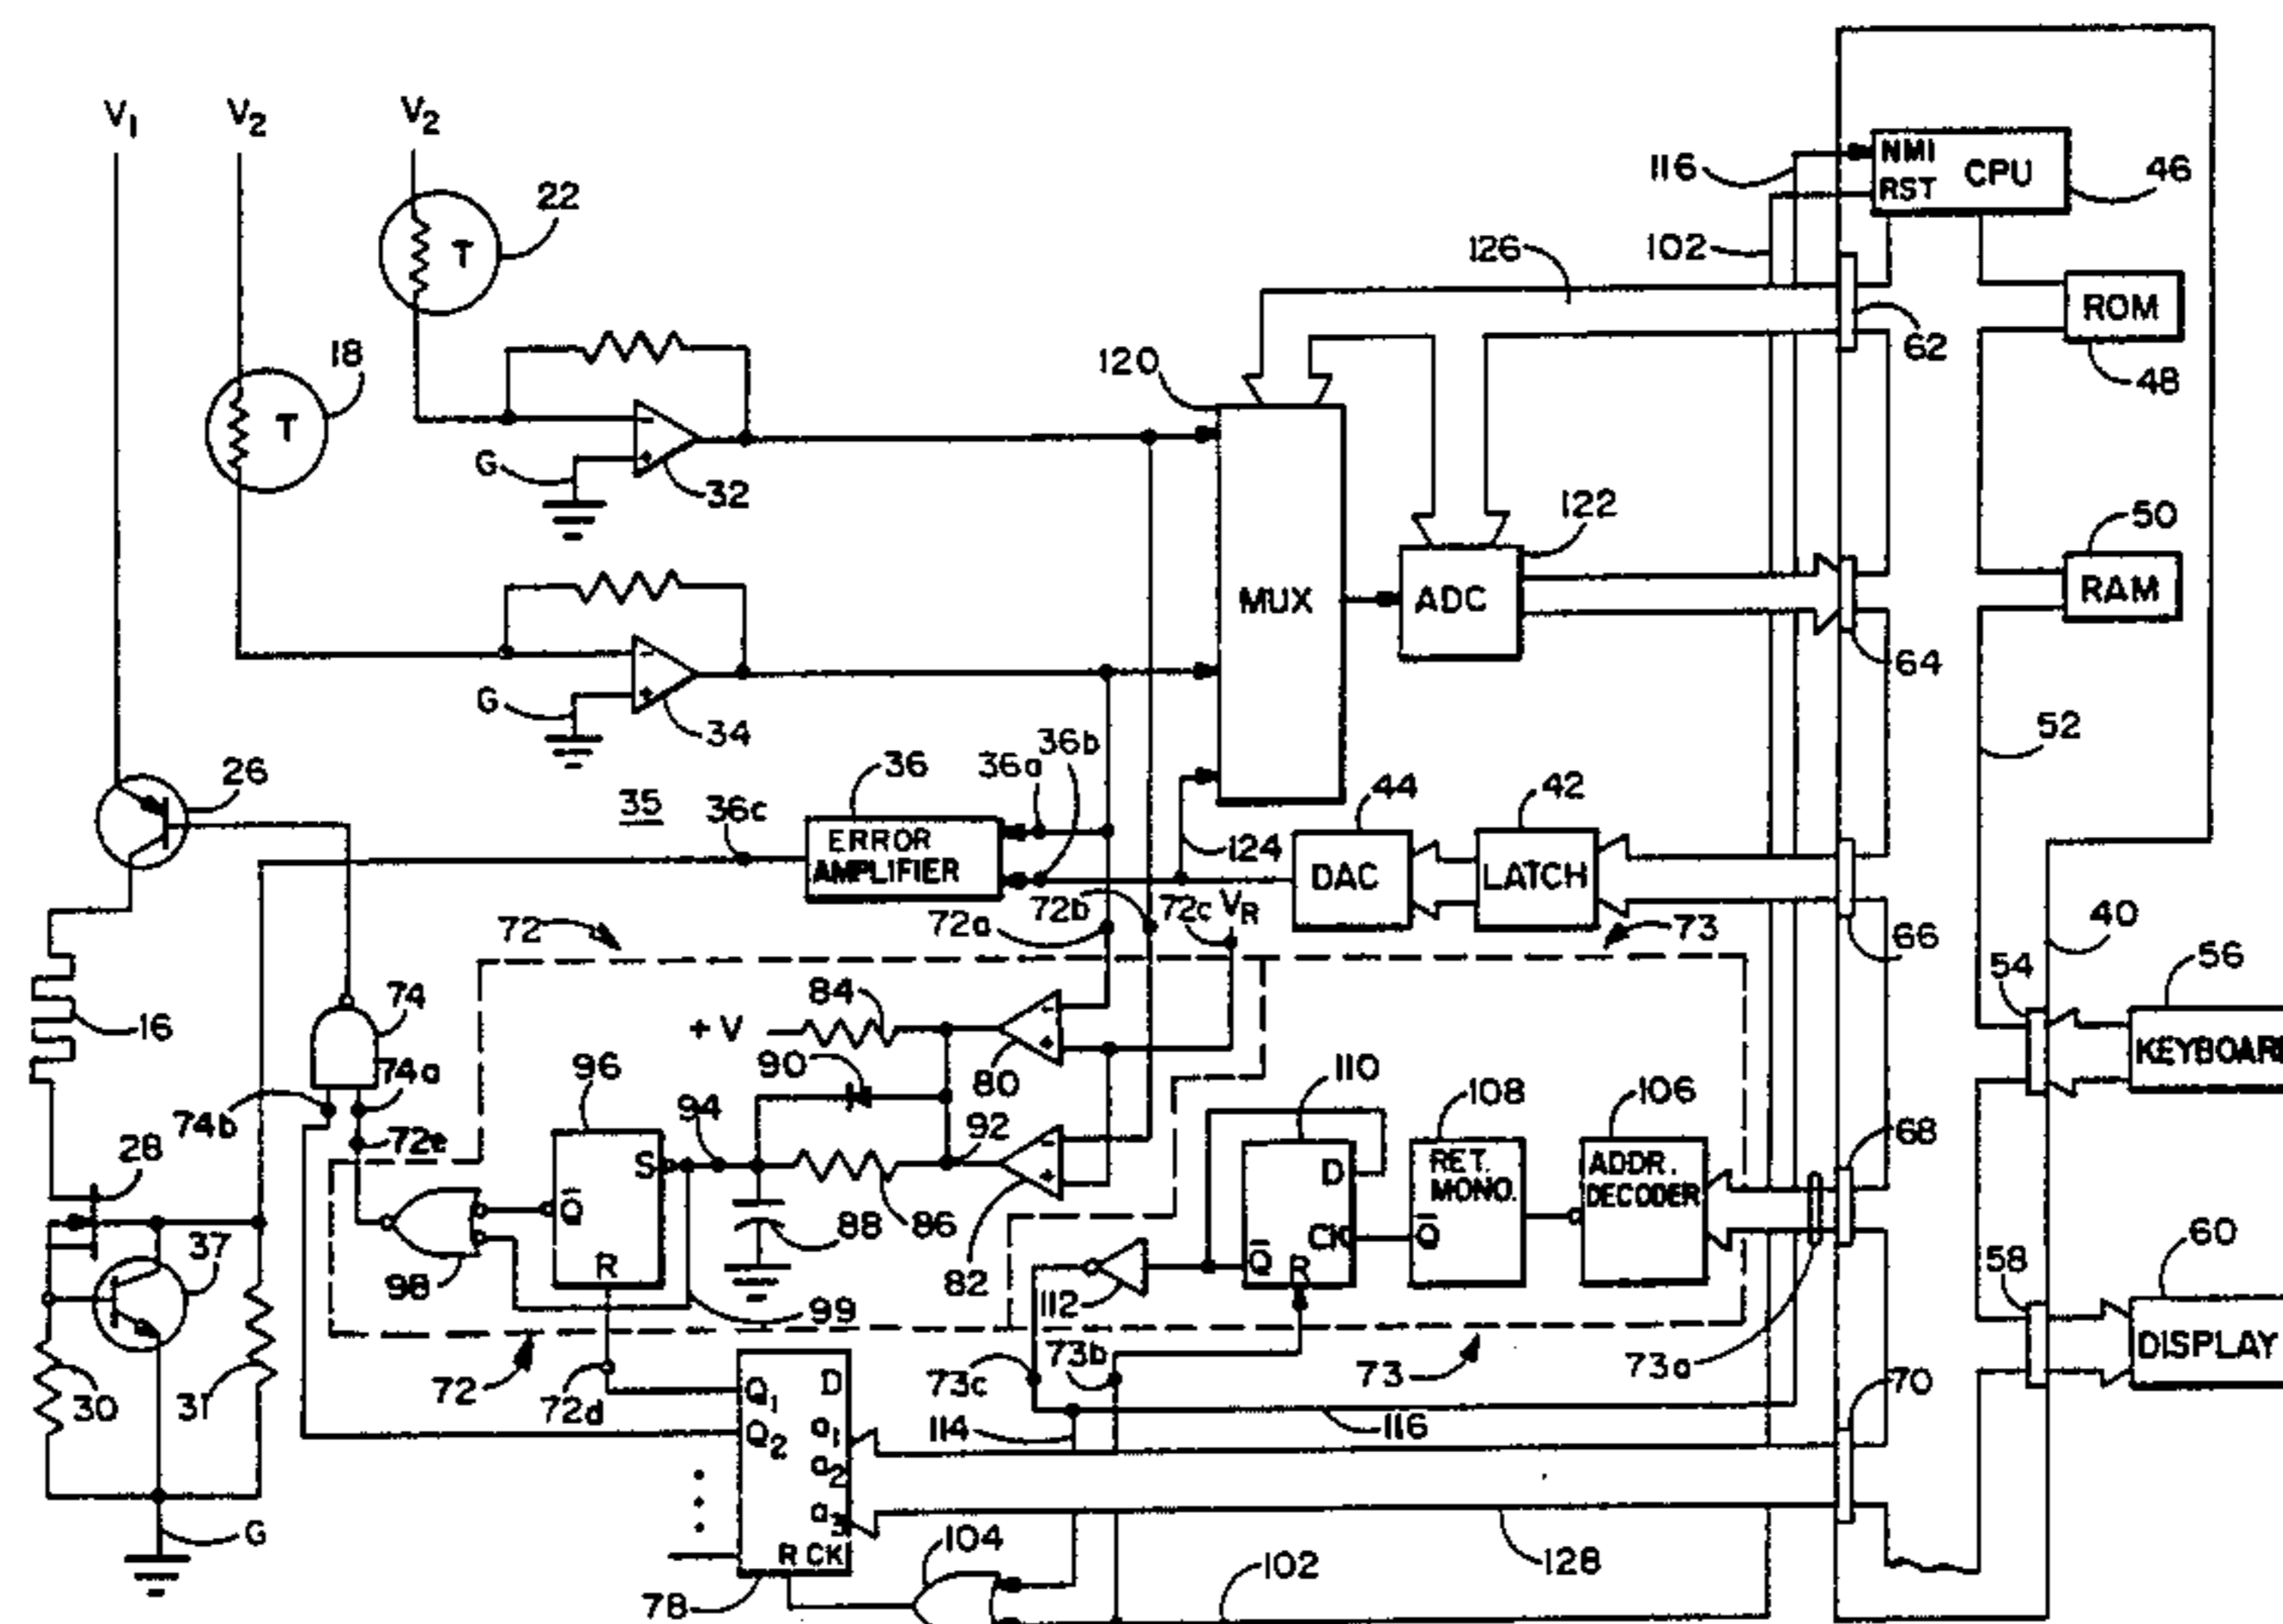 V1
V2
V2
22
T
18
T
G
32
G
34
120
MUX
126
116
102
NMI
RST
CPU
46
62
ROM
48
122
ADC
50
RAM
64
52
26
35
36c
36
ERROR
AMPLIFIER
36a
36b
124
44
DAC
42
LATCH
66
40
72
72a
72b
72c
VR
73
54
56
KEYBOARD
16
74
74a
74b
72e
+V
84
90
80
96
94
92
S
Q̄
R
88
86
82
98
99
110
D
CK
Q̄
R
108
RET.
MONO.
Q̄
106
ADDR.
DECODER
68
112
58
60
DISPLAY
28
37
30
31
G
72
72d
73c
73b
73
73a
70
114
116
Q1
Q2
D
a1
a2
a3
R CK
78
104
102
128